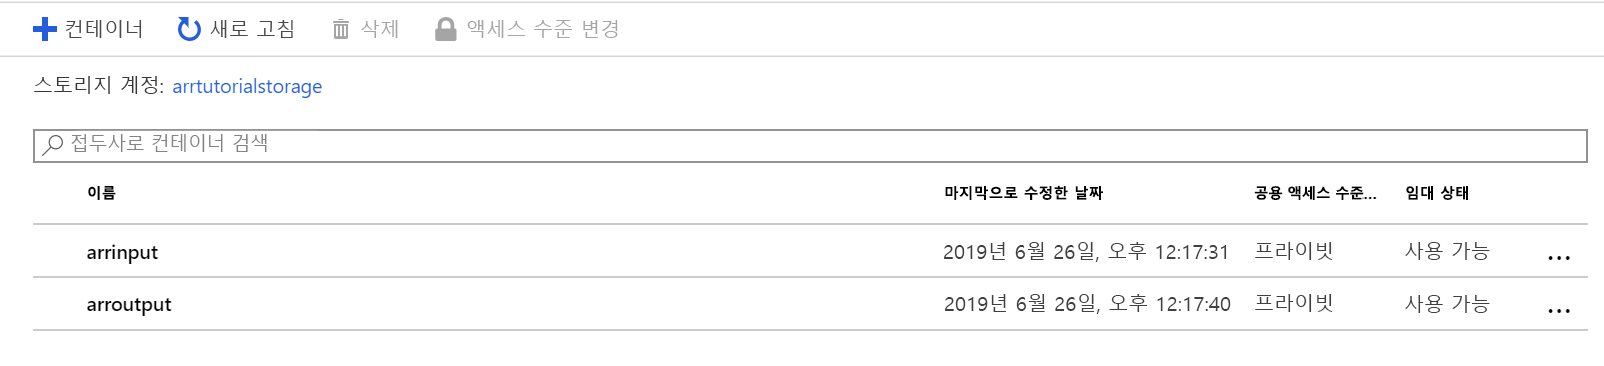 컨테이너 새로 고침 삭제 액세스 수준 변경
스토리지 계정: arrtutorialstorage
접두사로 컨테이너 검색
이름 마지막으로 수정한 날짜 공용 액세스 수준... 임대 상태
arrinput 2019년 6월 26일, 오후 12:17:31 프라이빗 사용 가능 ...
arroutput 2019년 6월 26일, 오후 12:17:40 프라이빗 사용 가능 ...